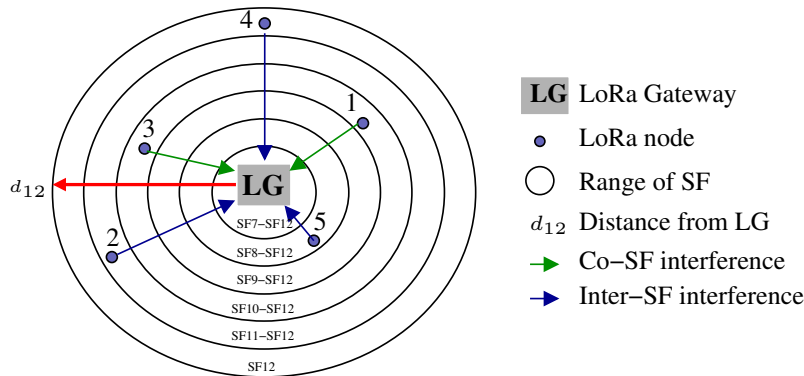 4
1
3
LG
d12
5
2
SF7−SF12
SF8−SF12
SF9−SF12
SF10−SF12
SF11−SF12
SF12
LG LoRa Gateway
LoRa node
Range of SF
d12 Distance from LG
Co−SF interference
Inter−SF interference